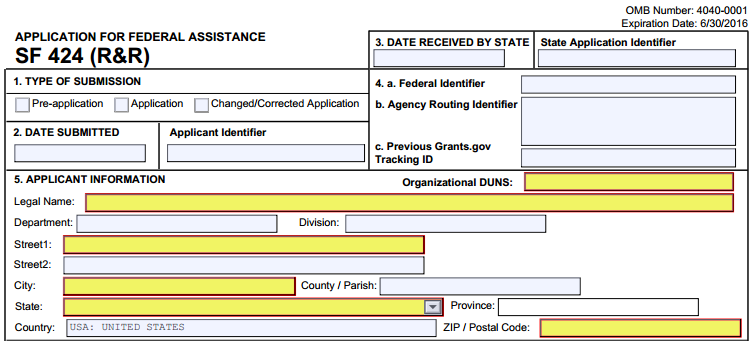 OMB Number: 4040-0001
Expiration Date: 6/30/2016
APPLICATION FOR FEDERAL ASSISTANCE
SF 424 (R&R)
3. DATE RECEIVED BY STATE
State Application Identifier
1. TYPE OF SUBMISSION
Pre-application
Application
Changed/Corrected Application
4. a. Federal Identifier
b. Agency Routing Identifier
2. DATE SUBMITTED
Applicant Identifier
c. Previous Grants.gov
Tracking ID
5. APPLICANT INFORMATION
Organizational DUNS:
Legal Name:
Department:
Division:
Street1:
Street2:
City:
County / Parish:
State:
Province:
Country:
USA: UNITED STATES
ZIP / Postal Code: